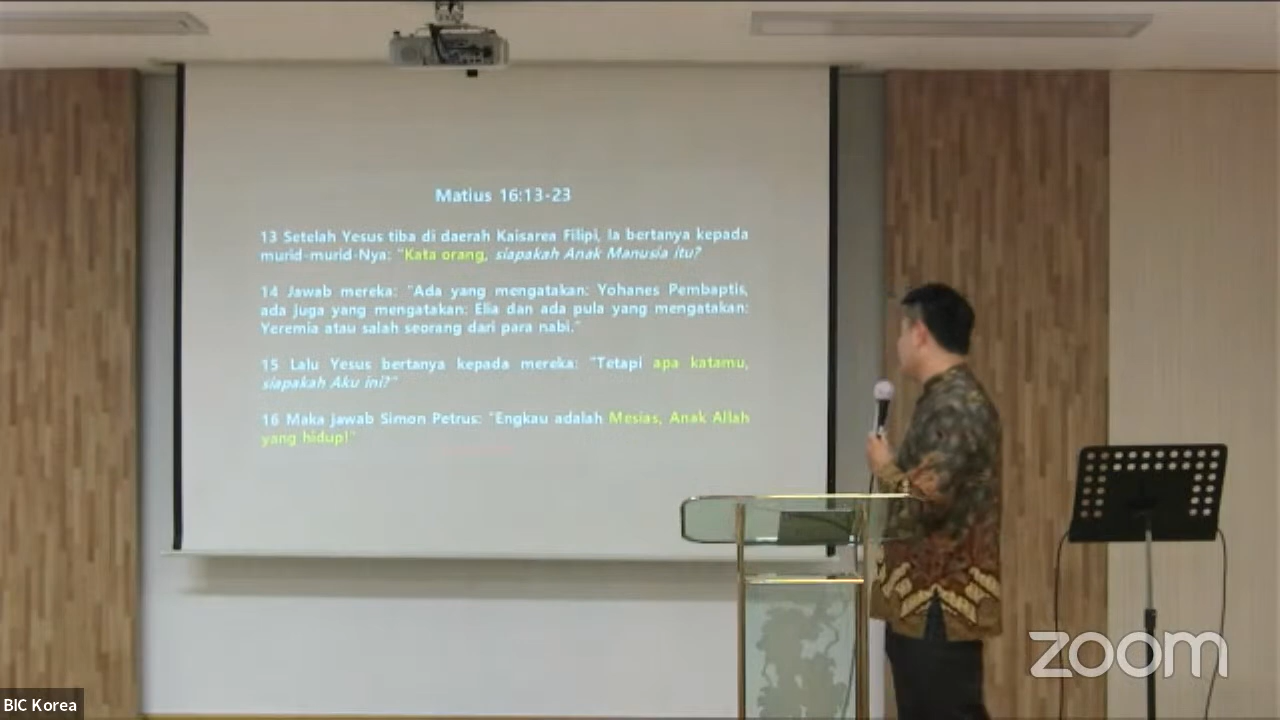 Matius 16:13-23
13 Setelah Yesus tiba di daerah Kaisarea Filipi, Ia bertanya kepada
murid-murid-Nya: "Kata orang, siapakah Anak Manusia itu?
14 Jawab mereka: "Ada yang mengatakan: Yohanes Pembaptis,
ada juga yang mengatakan: Elia dan ada pula yang mengatakan:
Yeremia atau salah seorang dari para nabi."
15 Lalu Yesus bertanya kepada mereka: "Tetapi apa katamu,
siapakah Aku ini?"
16 Maka jawab Simon Petrus: "Engkau adalah Mesias, Anak Allah
yang hidup!"
zoom
BIC Korea